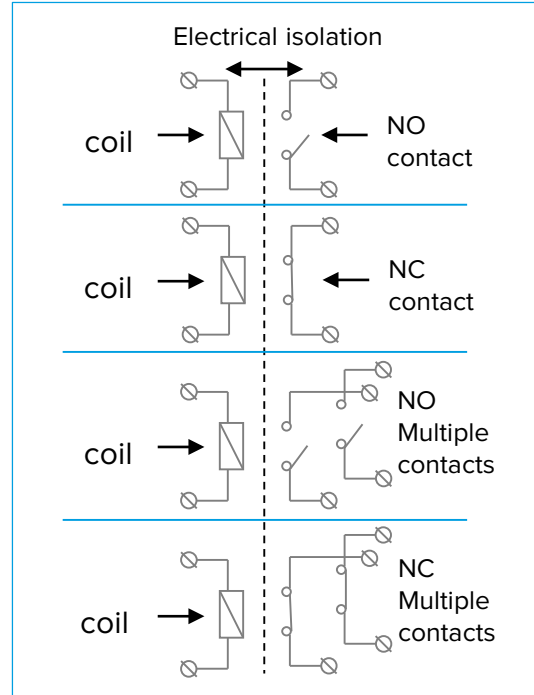 Electrical isolation
coil
NO
contact
coil
NC
contact
coil
NO
Multiple
contacts
coil
NC
Multiple
contacts